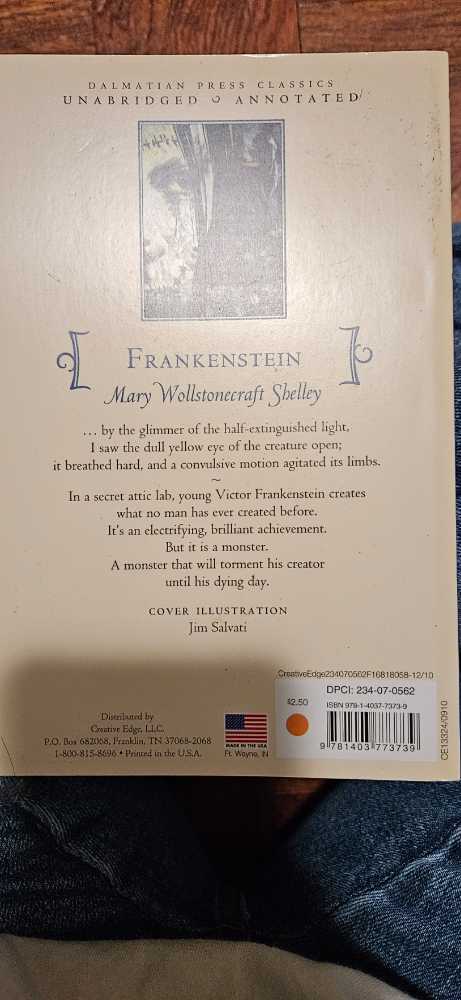 DALMATIAN PRESS CLASSICS
UNABRIDGED ANNOTATED
FRANKENSTEIN
Mary Wollstonecraft Shelley
... by the glimmer of the half-extinguished light,
I saw the dull yellow eye of the creature open;
it breathed hard, and a convulsive motion agitated its limbs.
~
In a secret attic lab, young Victor Frankenstein creates
what no man has ever created before.
It's an electrifying, brilliant achievement.
But it is a monster.
A monster that will torment his creator
until his dying day.
COVER ILLUSTRATION
Jim Salvati
Distributed by
Creative Edge, LLC.
P.O. Box 682068, Franklin, TN 37068-2068
1-800-815-8696 • Printed in the U.S.A.
MADE IN THE USA
Ft. Wayne, IN
CreativeEdge234070562F16818058-12/10
DPCI: 234-07-0562
$2.50
ISBN 978-1-4037-7373-9
9 781403 773739
CE13324/0910